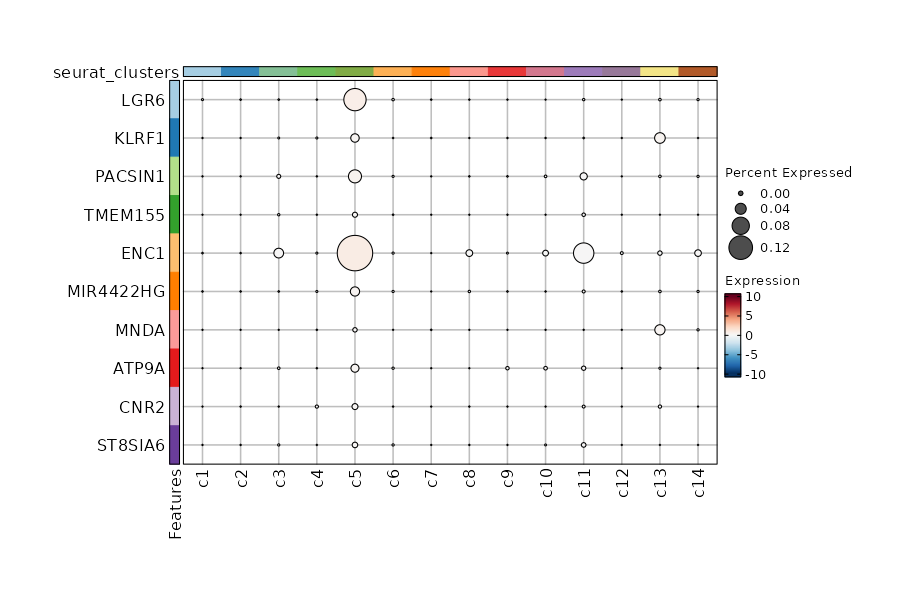 seurat_clusters
LGR6
KLRF1
PACSIN1
TMEM155
ENC1
MIR4422HG
MNDA
ATP9A
CNR2
ST8SIA6
Features
c1 c2 c3 c4 c5 c6 c7 c8 c9 c10 c11 c12 c13 c14
Percent Expressed
0.00
0.04
0.08
0.12
Expression
10
5
0
-5
-10